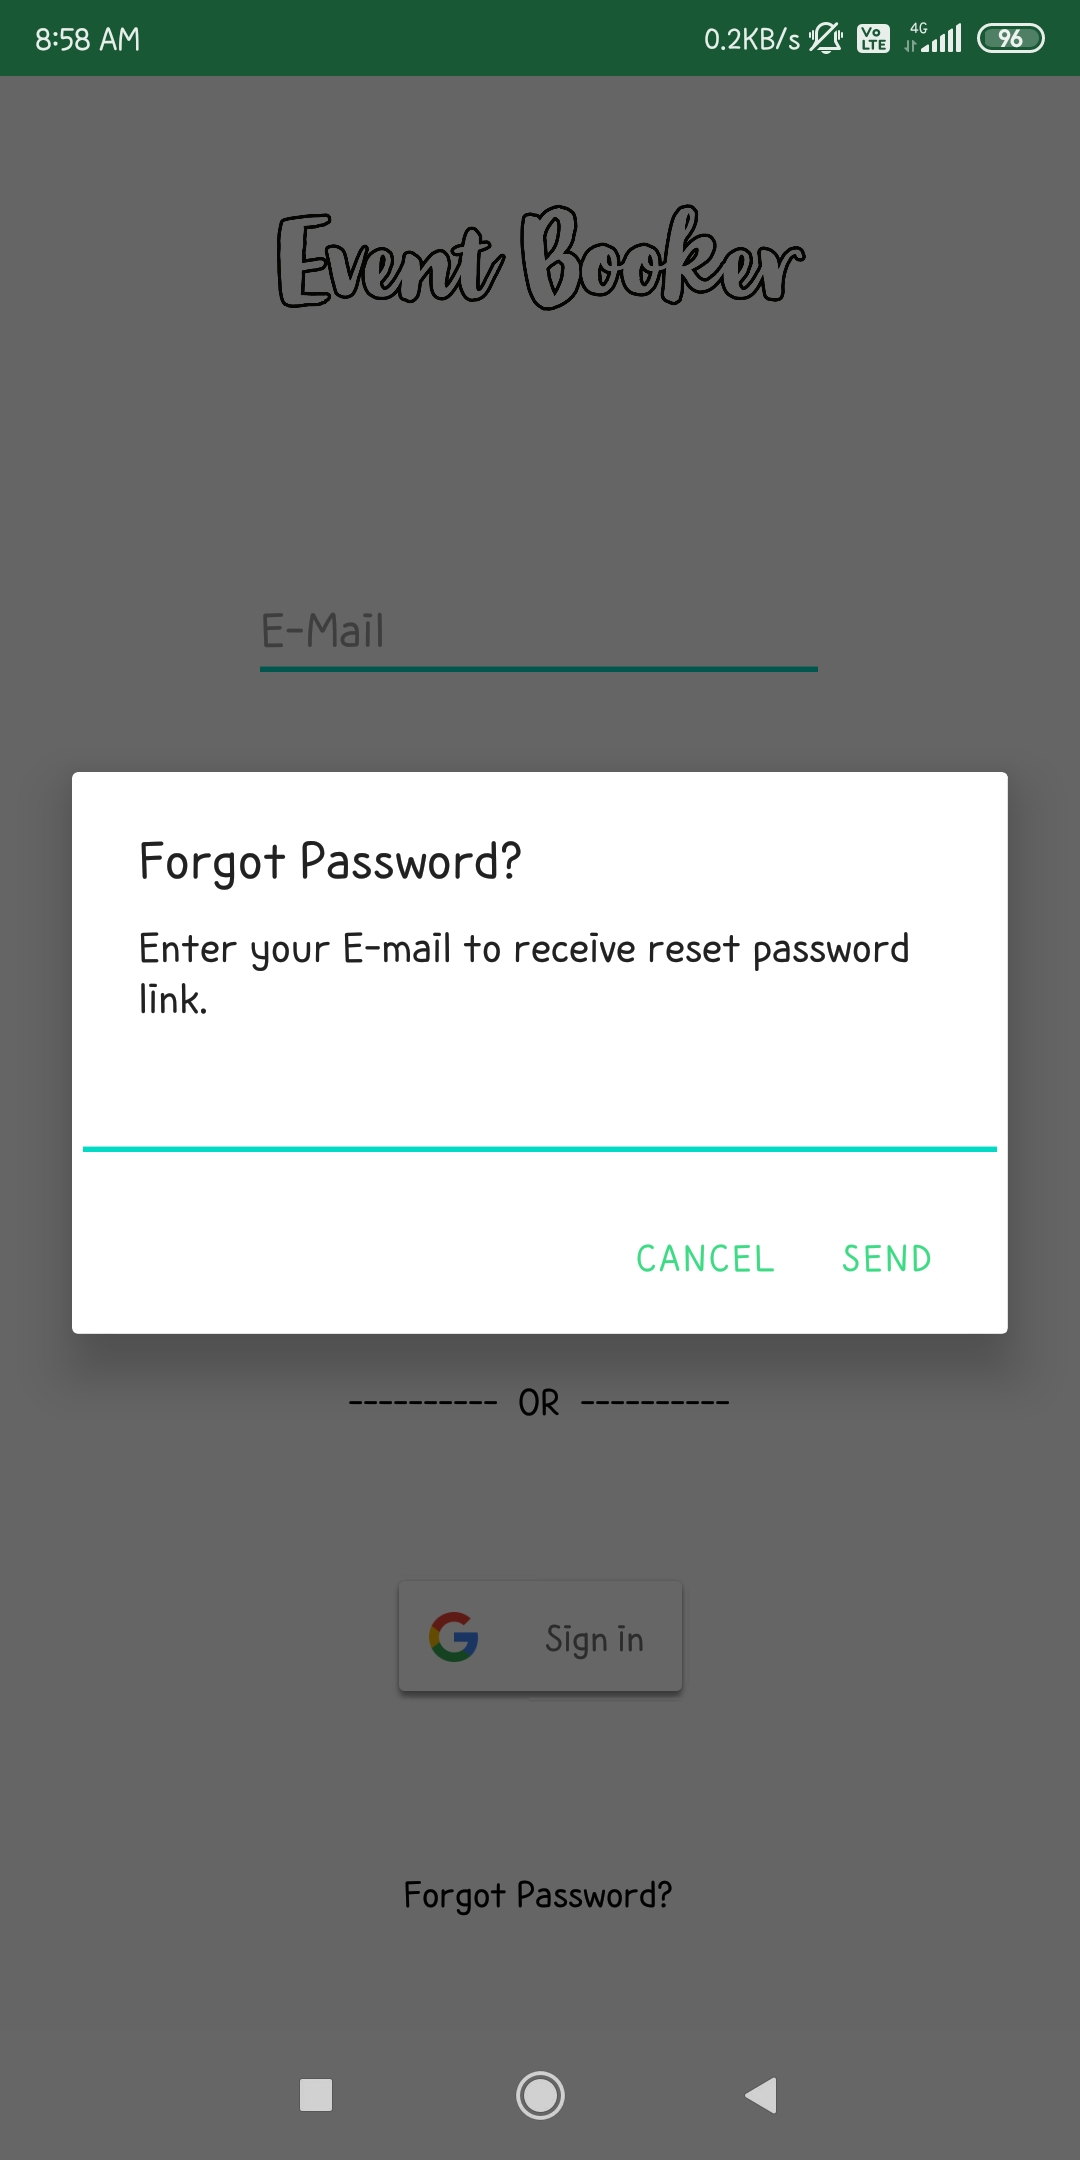 8:58 AM 0.2KB/s Vo LTE 4G 96
Event Booker
E-Mail
Forgot Password?
Enter your E-mail to receive reset password
link.
CANCEL SEND
---------- OR ----------
Sign in
Forgot Password?